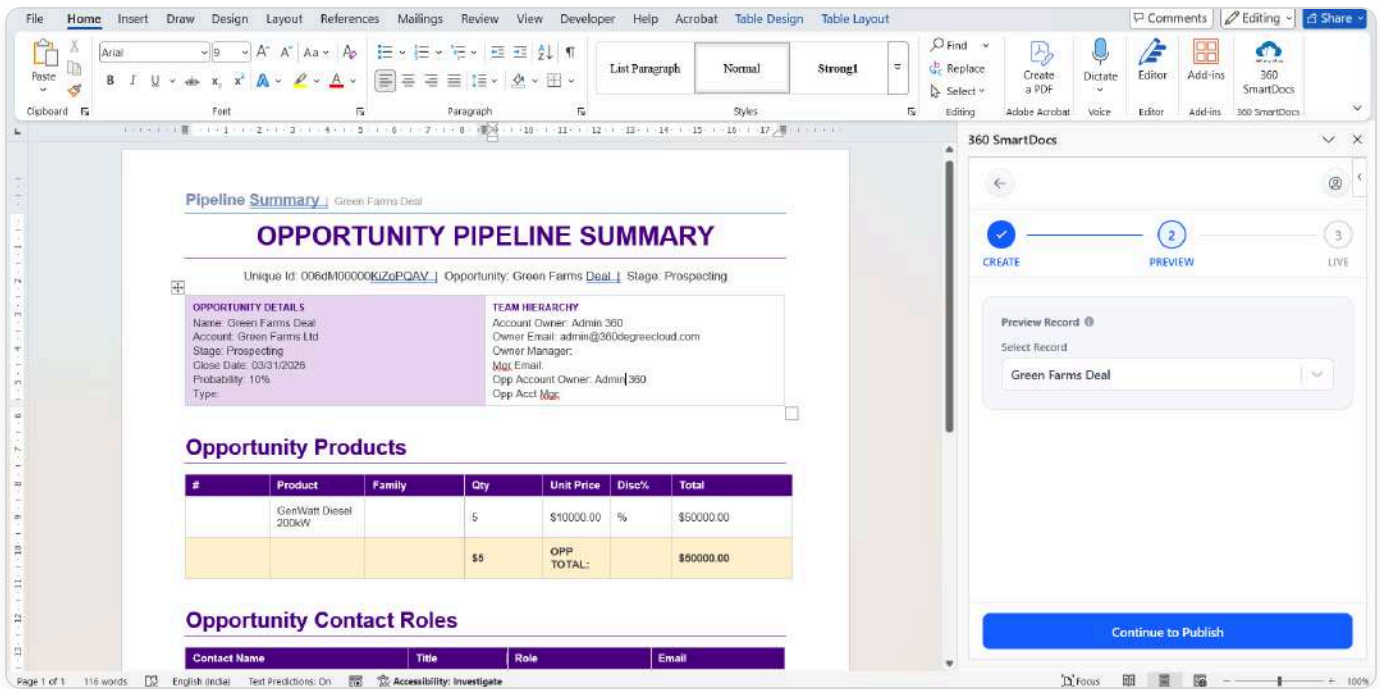 File Home Insert Draw Design Layout References Mailings Review View Developer Help Acrobat Table Design Table Layout Comments Editing Share
Paste
Clipboard
Arial 9
Font
Paragraph
List Paragraph Normal Strong1
Styles
Find
Replace
Select
Editing
Create a PDF
Adobe Acrobat
Dictate
Voice
Editor
Editor
Add-ins
Add-ins
360 SmartDocs
360 SmartDocs
Pipeline Summary | Green Farms Deal
OPPORTUNITY PIPELINE SUMMARY
Unique Id: 006dM00000KiZoPQAV | Opportunity: Green Farms Deal | Stage: Prospecting
OPPORTUNITY DETAILS
Name: Green Farms Deal
Account: Green Farms Ltd
Stage: Prospecting
Close Date: 03/31/2026
Probability: 10%
Type:
TEAM HIERARCHY
Account Owner: Admin 360
Owner Email: admin@360degreecloud.com
Owner Manager:
Mgr Email:
Opp Account Owner: Admin 360
Opp Acct Mgr:
Opportunity Products
# Product Family Qty Unit Price Disc% Total
GenWatt Diesel 200kW 5 $10000.00 % $50000.00
$5 OPP TOTAL: $50000.00
Opportunity Contact Roles
Contact Name Title Role Email
360 SmartDocs
CREATE
2
PREVIEW
3
LIVE
Preview Record
Select Record
Green Farms Deal
Continue to Publish
Page 1 of 1 116 words English (India) Text Predictions: On Accessibility: Investigate Focus 100%